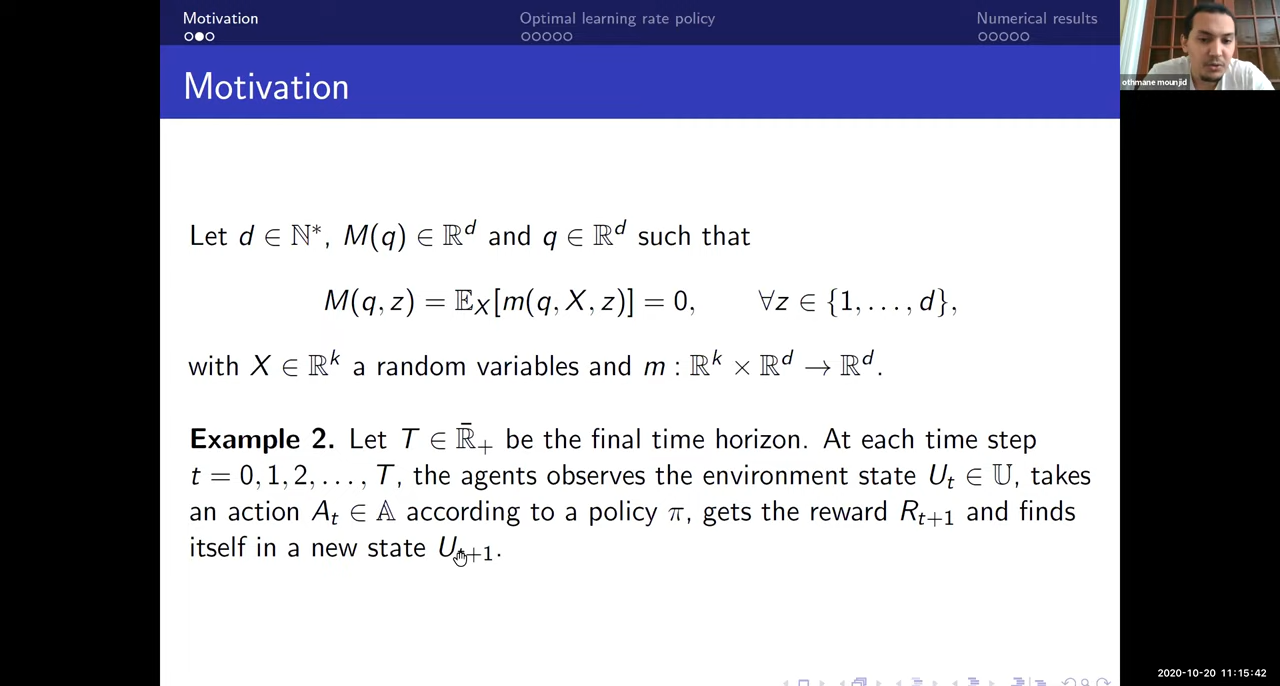 Motivation
Optimal learning rate policy
Numerical results
othmane mounjid
Motivation
Let d ∈ ℕ*, M(q) ∈ ℝ^d and q ∈ ℝ^d such that
M(q, z) = 𝔼_X[m(q, X, z)] = 0, ∀z ∈ {1, . . . , d},
with X ∈ ℝ^k a random variables and m : ℝ^k × ℝ^d → ℝ^d.
Example 2. Let T ∈ ℝ̄_+ be the final time horizon. At each time step
t = 0, 1, 2, . . . , T, the agents observes the environment state U_t ∈ 𝕌, takes
an action A_t ∈ 𝔸 according to a policy π, gets the reward R_{t+1} and finds
itself in a new state U_{t+1}.
2020-10-20 11:15:42